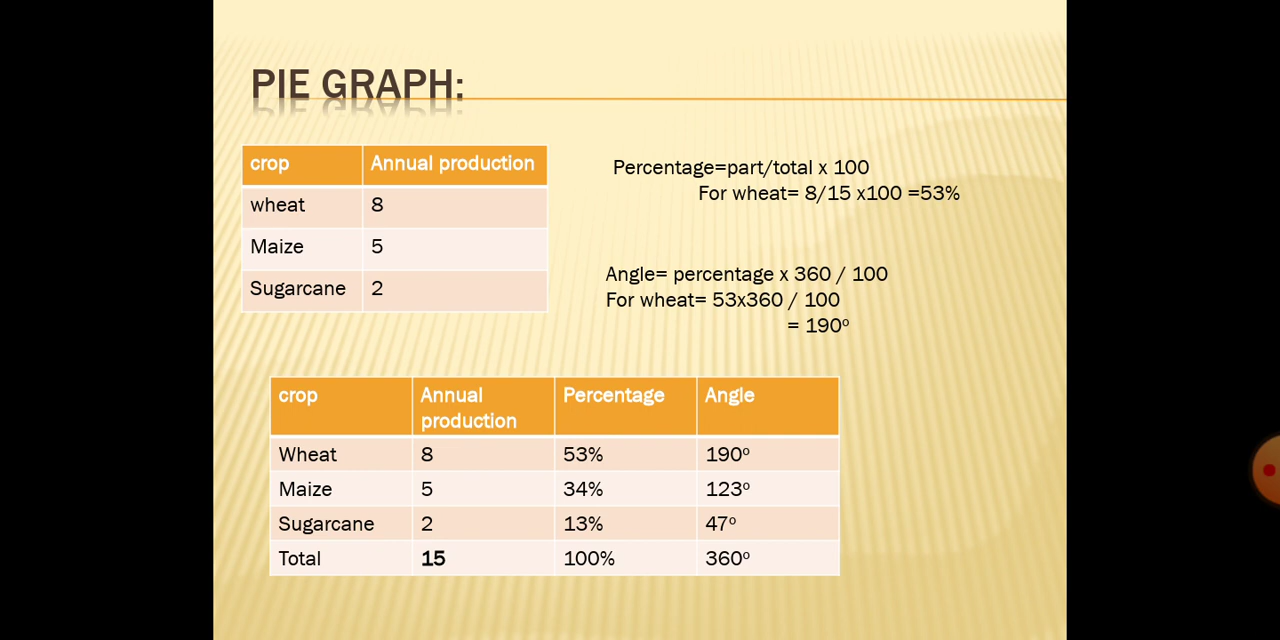 PIE GRAPH:
crop Annual production
wheat 8
Maize 5
Sugarcane 2
Percentage=part/total x 100
For wheat= 8/15 x100 =53%
Angle= percentage x 360 / 100
For wheat= 53x360 / 100
= 190º
crop Annual production Percentage Angle
Wheat 8 53% 190º
Maize 5 34% 123º
Sugarcane 2 13% 47º
Total 15 100% 360º